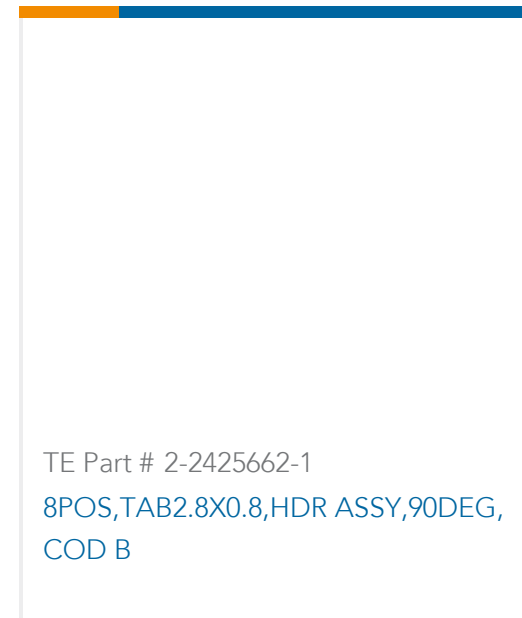 TE Part # 2-2425662-1
8POS,TAB2.8X0.8,HDR ASSY,90DEG,
COD B